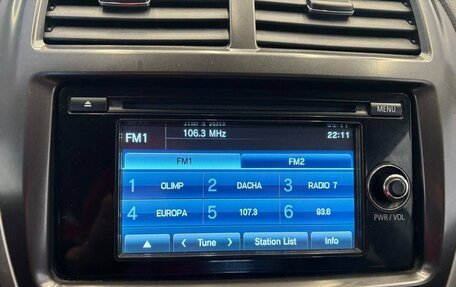 MENU
FM1 106.3 MHz 22:11
FM1 FM2
1 OLIMP 2 DACHA 3 RADIO 7
4 EUROPA 5 107.3 6 93.6
Tune Station List Info
PWR / VOL